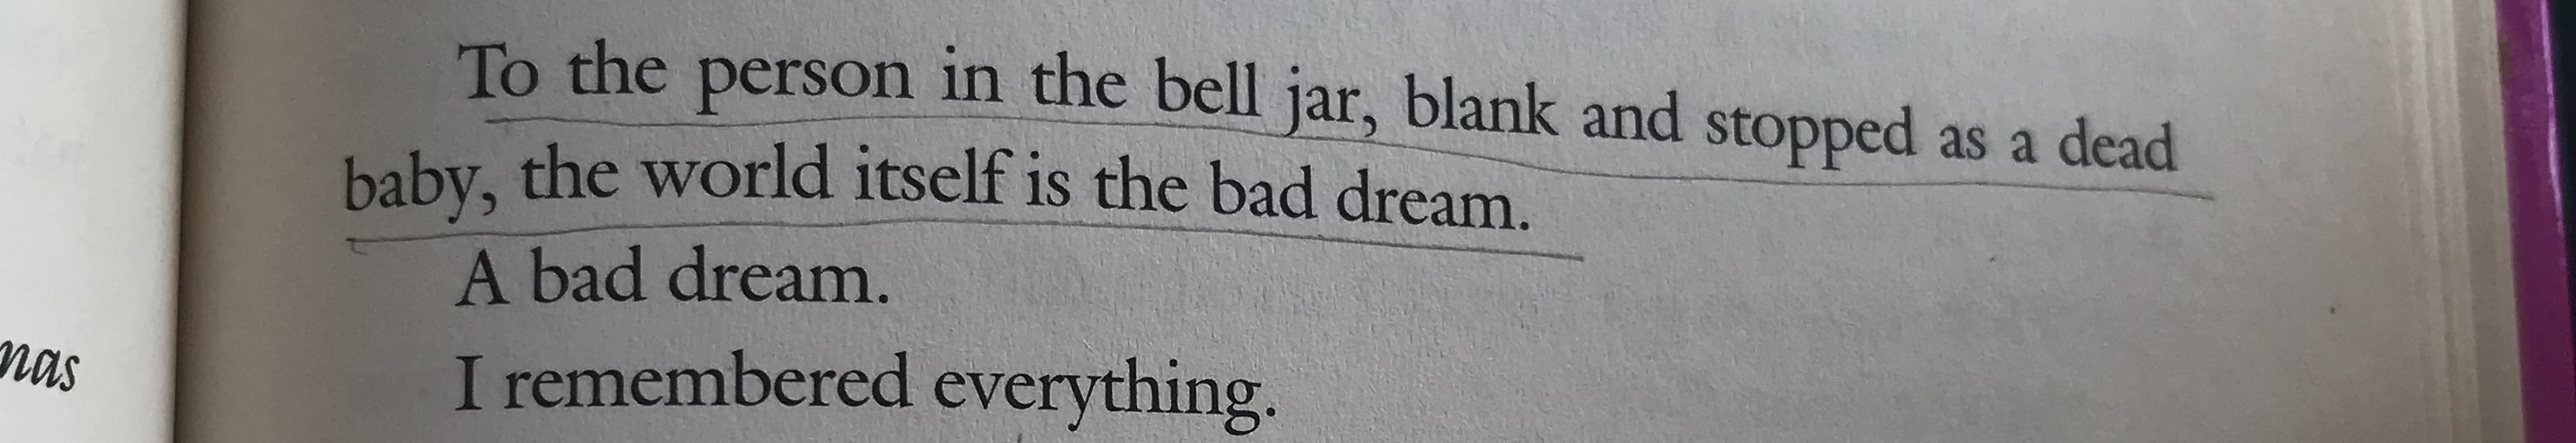 To the person in the bell jar, blank and stopped as a dead
baby, the world itself is the bad dream.
A bad dream.
I remembered everything.
nas